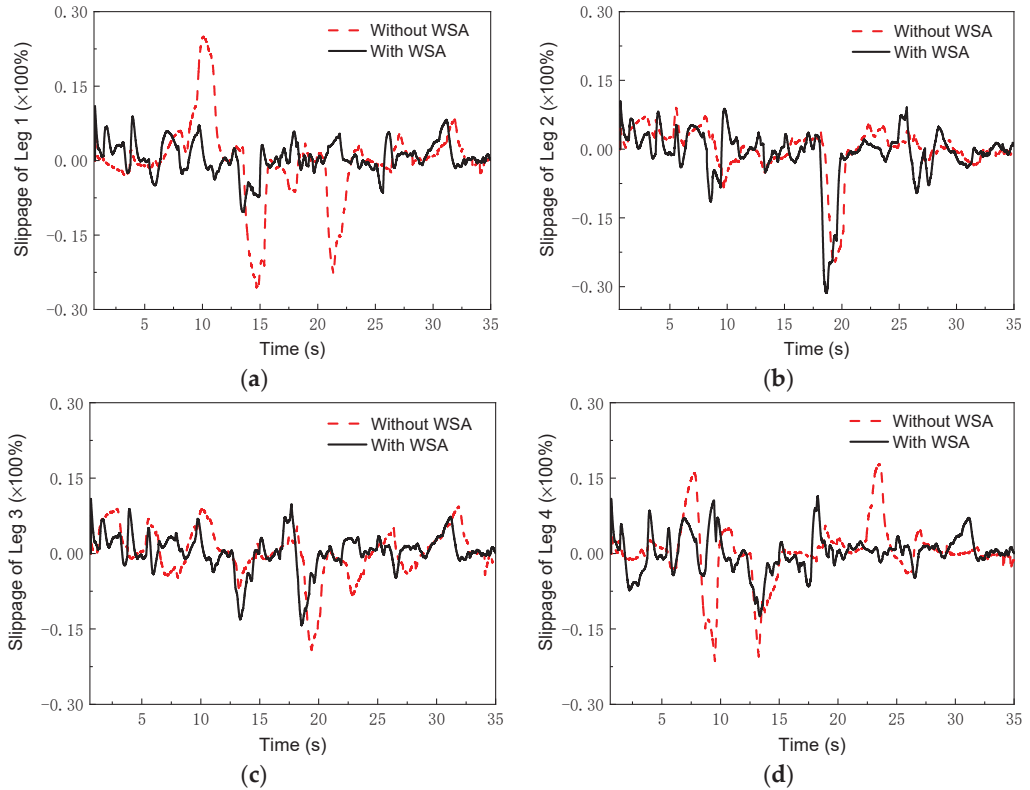 Slippage of Leg 1 (×100%)
0.30
0.15
0.00
−0.15
−0.30
Without WSA
With WSA
5 10 15 20 25 30 35
Time (s)
(a)
Slippage of Leg 2 (×100%)
0.30
0.15
0.00
−0.15
−0.30
Without WSA
With WSA
5 10 15 20 25 30 35
Time (s)
(b)
Slippage of Leg 3 (×100%)
0.30
0.15
0.00
−0.15
−0.30
Without WSA
With WSA
5 10 15 20 25 30 35
Time (s)
(c)
Slippage of Leg 4 (×100%)
0.30
0.15
0.00
−0.15
−0.30
Without WSA
With WSA
5 10 15 20 25 30 35
Time (s)
(d)